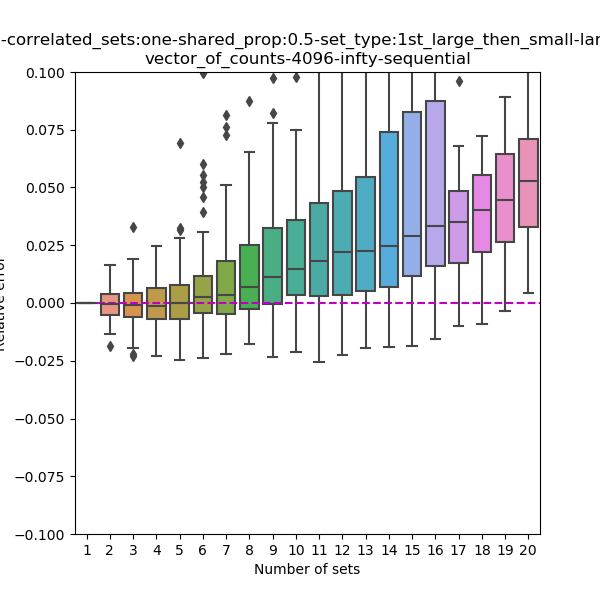 -correlated_sets:one-shared_prop:0.5-set_type:1st_large_then_small-lar
vector_of_counts-4096-infty-sequential
0.100
0.075
0.050
0.025
0.000
−0.025
−0.050
−0.075
−0.100
Relative error
1 2 3 4 5 6 7 8 9 10 11 12 13 14 15 16 17 18 19 20
Number of sets